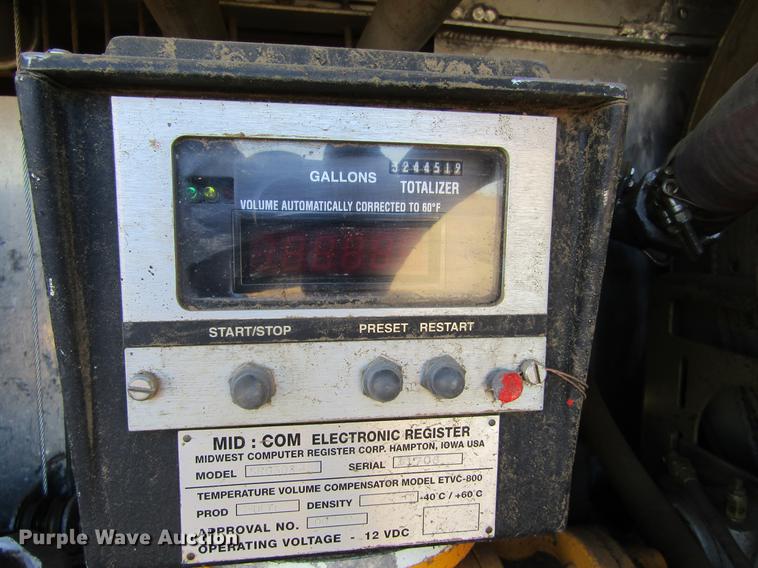 GALLONS 3244519
TOTALIZER
VOLUME AUTOMATICALLY CORRECTED TO 60°F
START/STOP PRESET RESTART
MID : COM ELECTRONIC REGISTER
MIDWEST COMPUTER REGISTER CORP. HAMPTON, IOWA USA
MODEL SERIAL
TEMPERATURE VOLUME COMPENSATOR MODEL ETVC-800
PROD DENSITY -40°C / +60°C
APPROVAL NO.
OPERATING VOLTAGE - 12 VDC
Purple Wave Auction